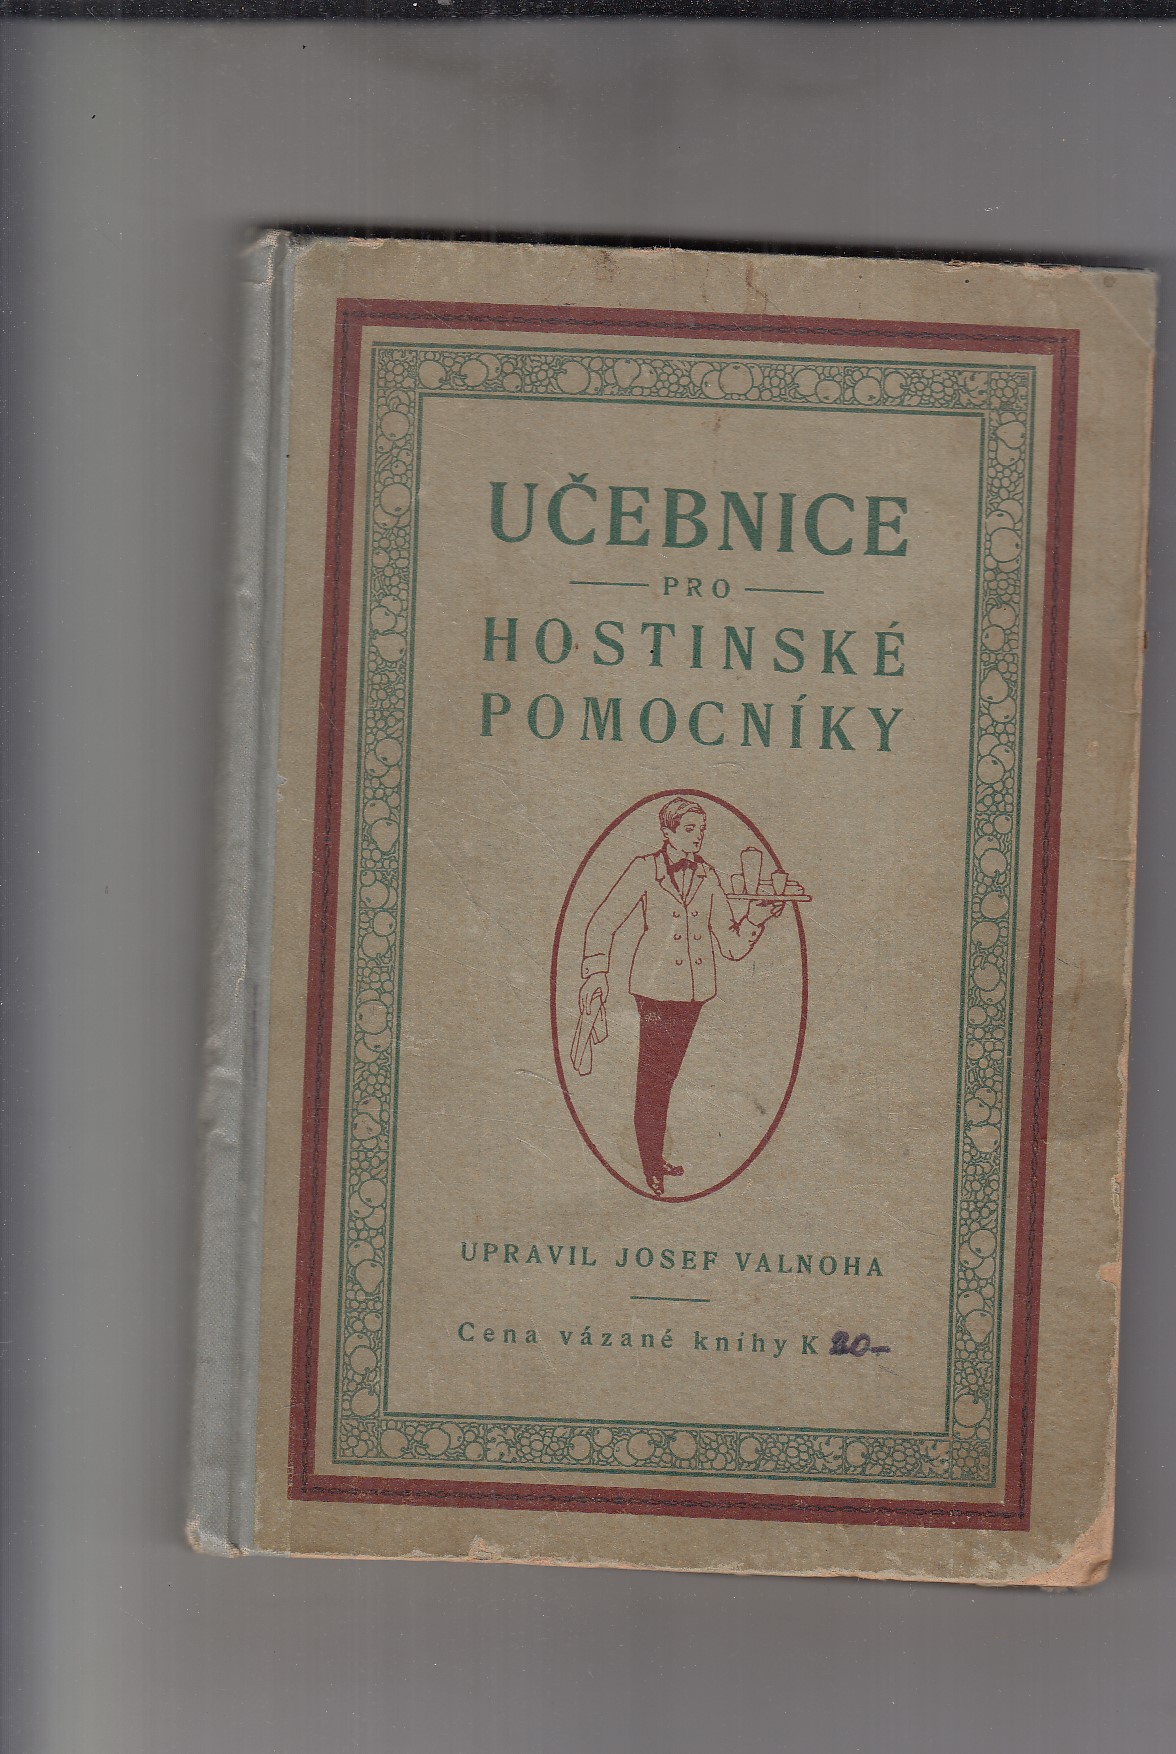 UČEBNICE
PRO
HOSTINSKÉ
POMOCNÍKY
UPRAVIL JOSEF VALNOHA
Cena vázané knihy K 20-